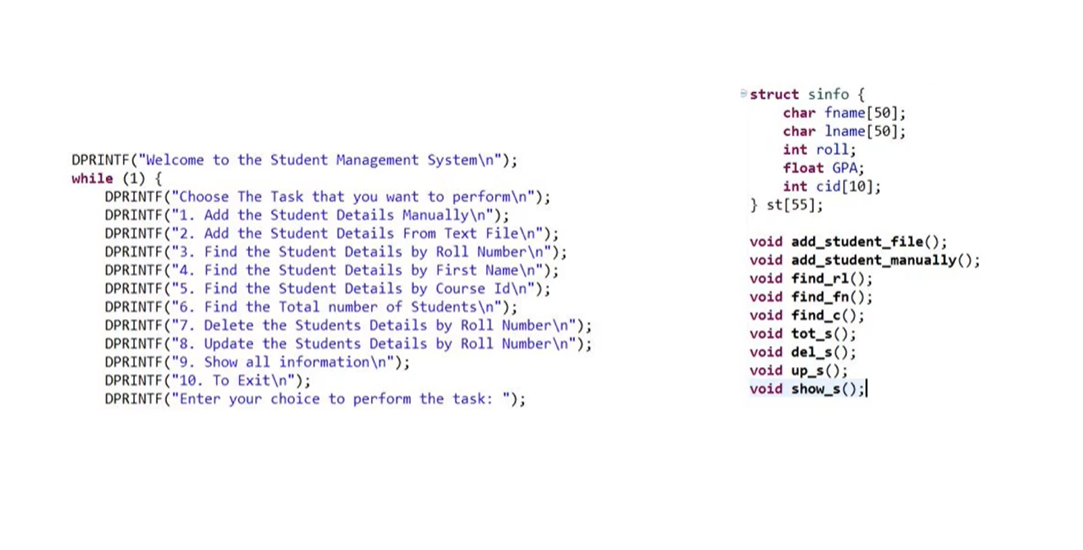 DPRINTF("Welcome to the Student Management System\n");
while (1) {
    DPRINTF("Choose The Task that you want to perform\n");
    DPRINTF("1. Add the Student Details Manually\n");
    DPRINTF("2. Add the Student Details From Text File\n");
    DPRINTF("3. Find the Student Details by Roll Number\n");
    DPRINTF("4. Find the Student Details by First Name\n");
    DPRINTF("5. Find the Student Details by Course Id\n");
    DPRINTF("6. Find the Total number of Students\n");
    DPRINTF("7. Delete the Students Details by Roll Number\n");
    DPRINTF("8. Update the Students Details by Roll Number\n");
    DPRINTF("9. Show all information\n");
    DPRINTF("10. To Exit\n");
    DPRINTF("Enter your choice to perform the task: ");
struct sinfo {
    char fname[50];
    char lname[50];
    int roll;
    float GPA;
    int cid[10];
} st[55];
void add_student_file();
void add_student_manually();
void find_rl();
void find_fn();
void find_c();
void tot_s();
void del_s();
void up_s();
void show_s();